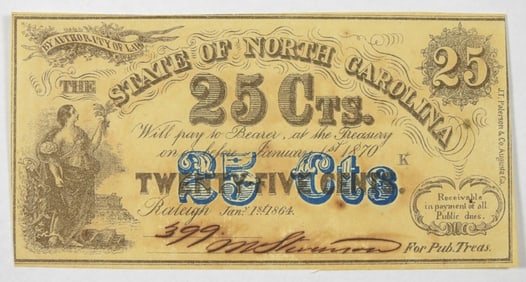 BY AUTHORITY OF LAW
THE
STATE OF NORTH CAROLINA
25
25 CTS.
Will pay to Bearer, at the Treasury
on or before January 1st 1870
K
25 Cts
TWENTY-FIVE CENTS.
Raleigh Jany. 1st 1864.
Receivable
in payment of all
Public dues.
399
For Pub. Treas.
J.T. Paterson & Co. Augusta Ga.